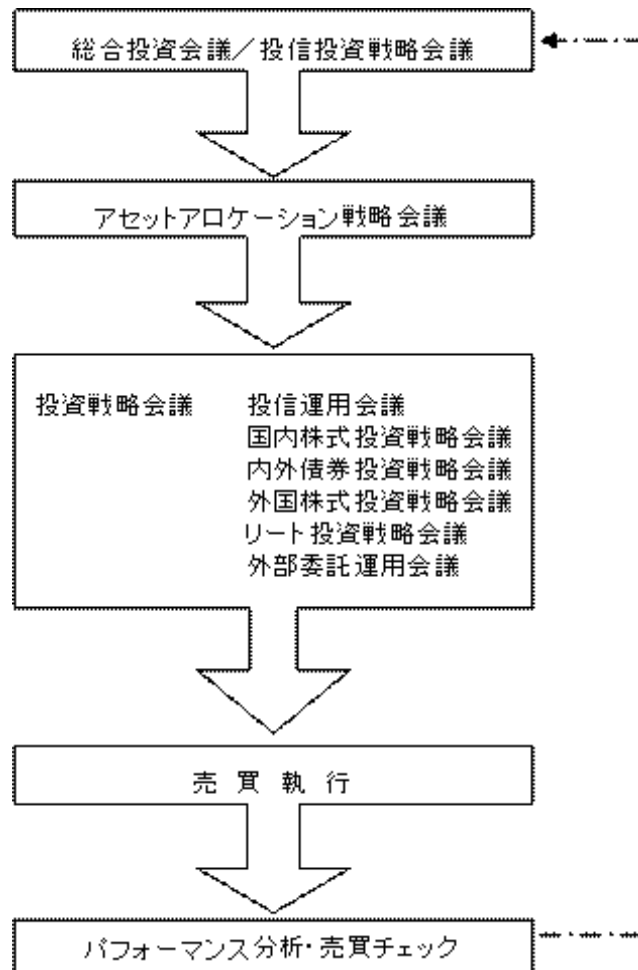 総合投資会議／投信投資戦略会議
アセットアロケーション戦略会議
投資戦略会議 投信運用会議
国内株式投資戦略会議
内外債券投資戦略会議
外国株式投資戦略会議
リート投資戦略会議
外部委託運用会議
売買執行
パフォーマンス分析・売買チェック